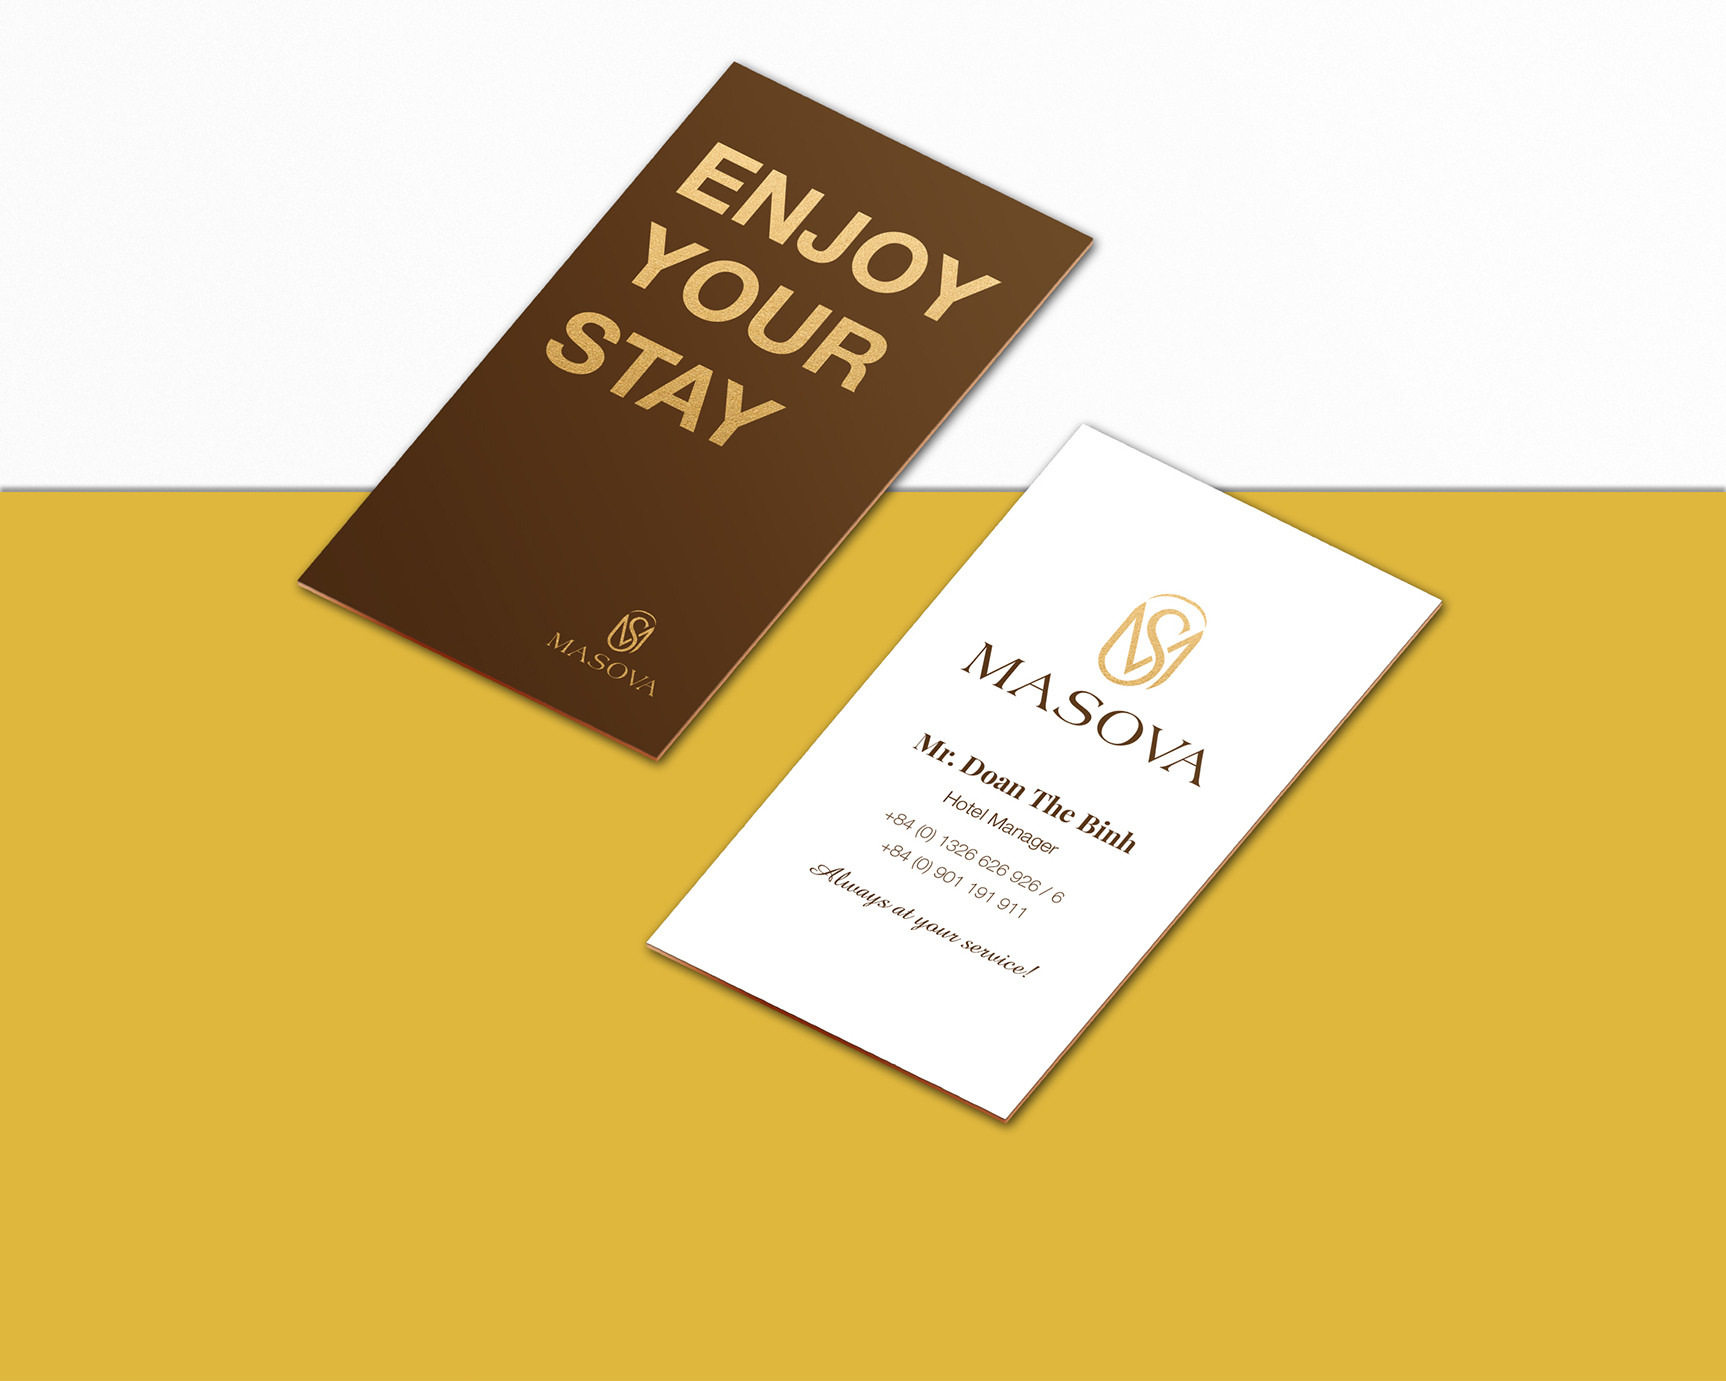 ENJOY
YOUR
STAY
MASOVA
MASOVA
Mr. Doan The Binh
Hotel Manager
+84 (0) 1326 626 926 / 6
+84 (0) 901 191 911
Always at your service!